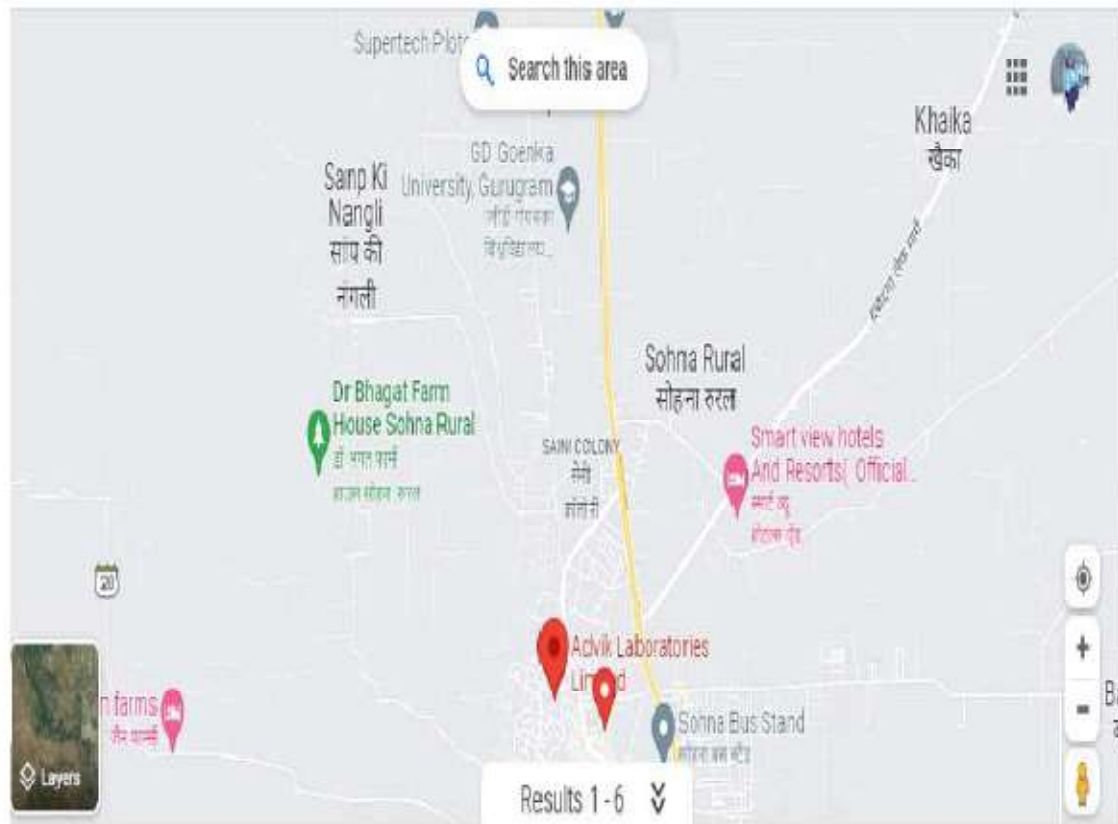 Supertech
Search this area
Khaika
खैका
GD Goenka
University, Gurugram
Sanp Ki
Nangli
सांप की
नंगली
Sohna Rural
सोहना रुरल
Dr Bhagat Farm
House Sohna Rural
SAINI COLONY
सैनी
कॉलोनी
Smart view hotels
And Resorts( Official...
स्मार्ट व्यू
20
Advik Laboratories
Limited
n farms
Sohna Bus Stand
सोहना बस स्टैंड
Layers
Results 1 - 6